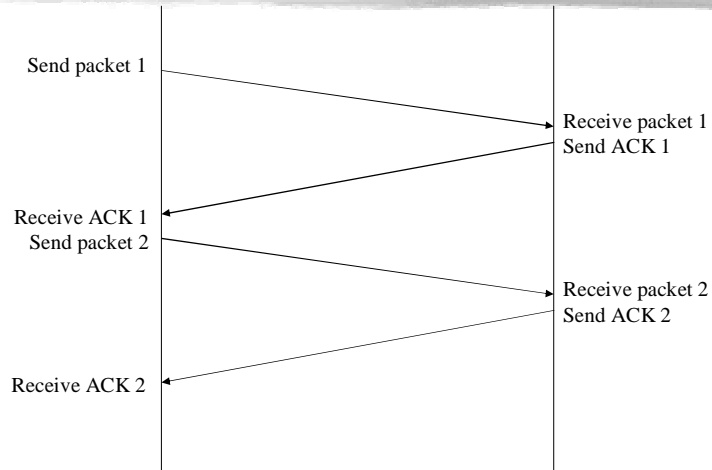 Send packet 1
Receive packet 1
Send ACK 1
Receive ACK 1
Send packet 2
Receive packet 2
Send ACK 2
Receive ACK 2